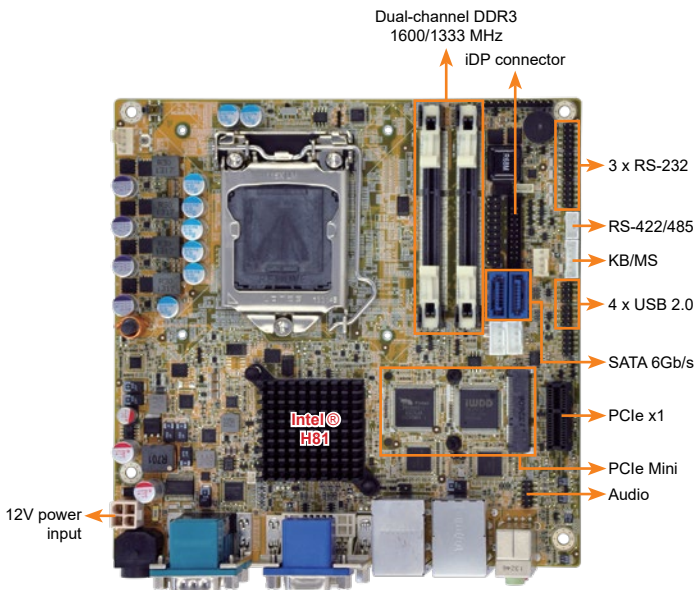 Dual-channel DDR3
1600/1333 MHz
iDP connector
3 x RS-232
RS-422/485
KB/MS
4 x USB 2.0
SATA 6Gb/s
Intel ®
H81
PCIe x1
R701
PCIe Mini
Audio
12V power
input